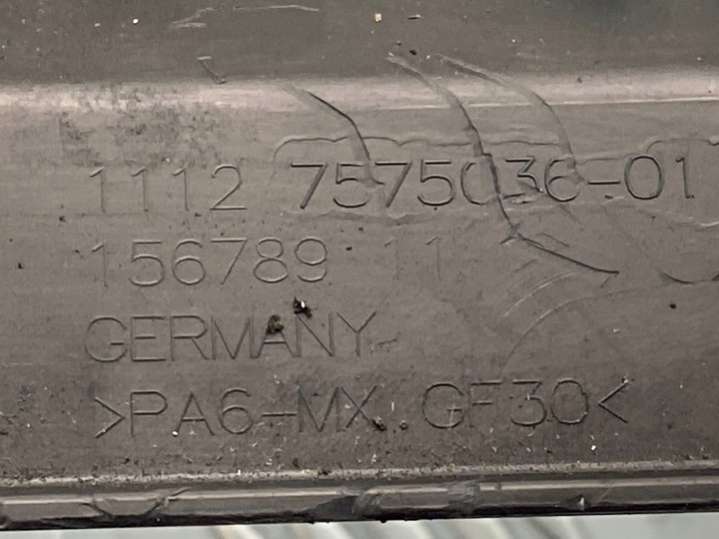 1112 7575036-01
156789 11
GERMANY
>PA6-MX. GF30<